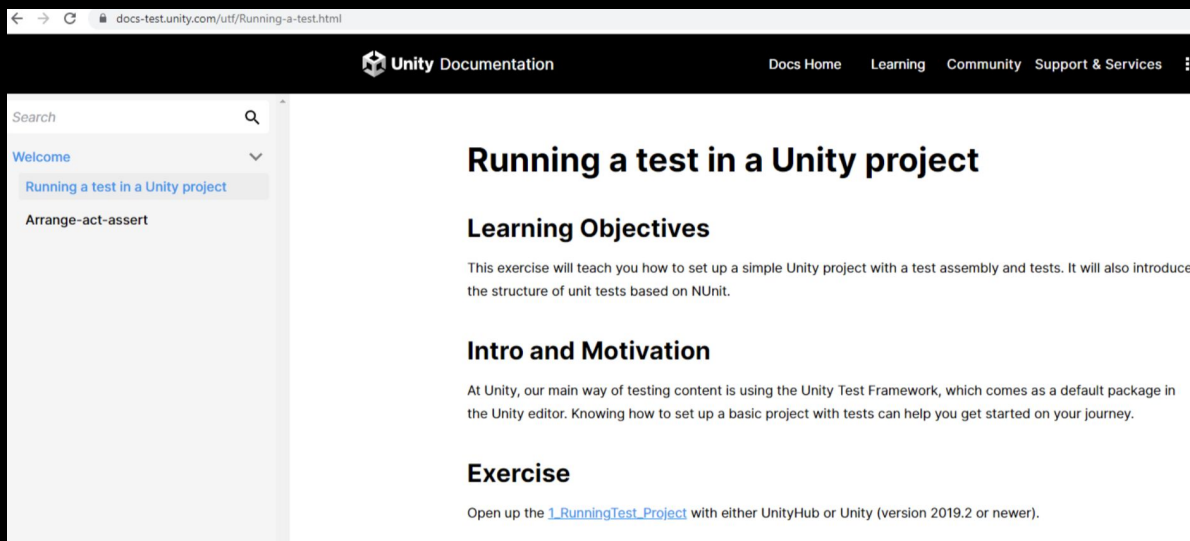 docs-test.unity.com/utf/Running-a-test.html
Unity Documentation
Docs Home Learning Community Support & Services
Search
Welcome
Running a test in a Unity project
Arrange-act-assert
Running a test in a Unity project
Learning Objectives
This exercise will teach you how to set up a simple Unity project with a test assembly and tests. It will also introduce
the structure of unit tests based on NUnit.
Intro and Motivation
At Unity, our main way of testing content is using the Unity Test Framework, which comes as a default package in
the Unity editor. Knowing how to set up a basic project with tests can help you get started on your journey.
Exercise
Open up the 1_RunningTest_Project with either UnityHub or Unity (version 2019.2 or newer).